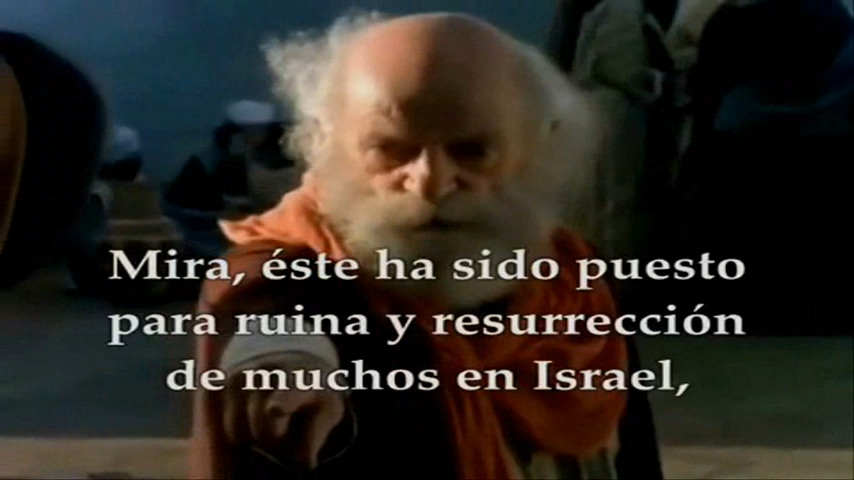 Mira, éste ha sido puesto
para ruina y resurrección
de muchos en Israel,